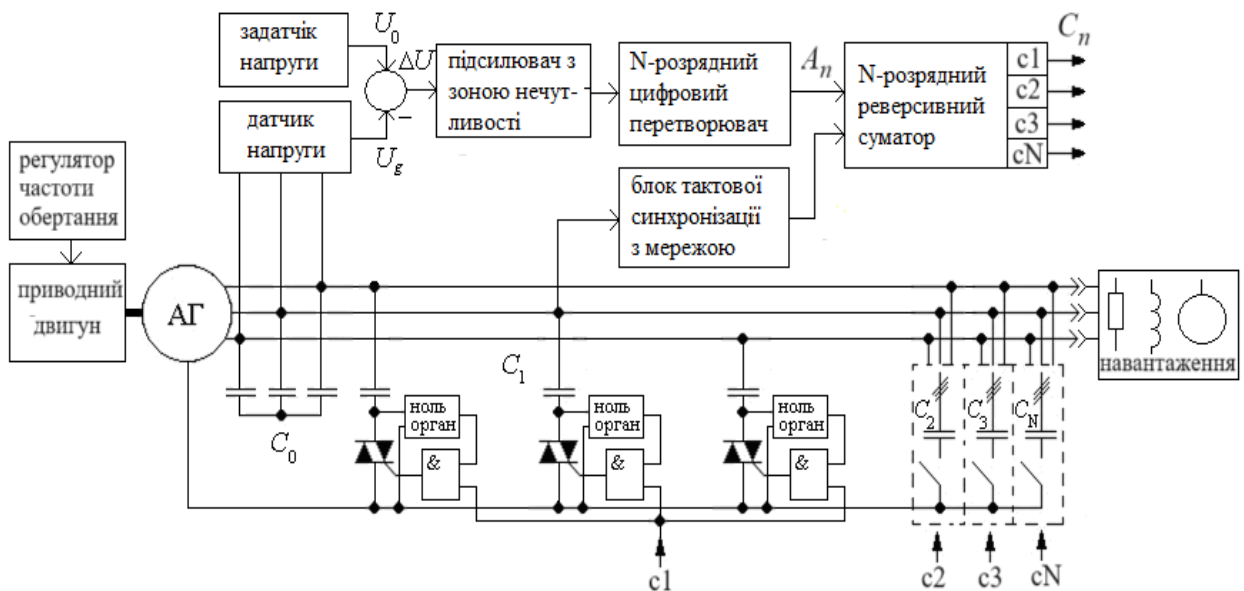 задатчік
напруги
U₀
ΔU
датчик
напруги
−
U_g
підсилювач з
зоною нечут-
ливості
N-розрядний
цифровий
перетворювач
Aₙ
N-розрядний
реверсивний
суматор
c1
c2
c3
cN
Cₙ
блок тактової
синхронізації
з мережою
регулятор
частоти
обертання
приводний
двигун
АГ
навантаження
C₀
C₁
ноль
орган
&
ноль
орган
&
ноль
орган
&
C₂
C₃
C_N
c1
c2
c3
cN